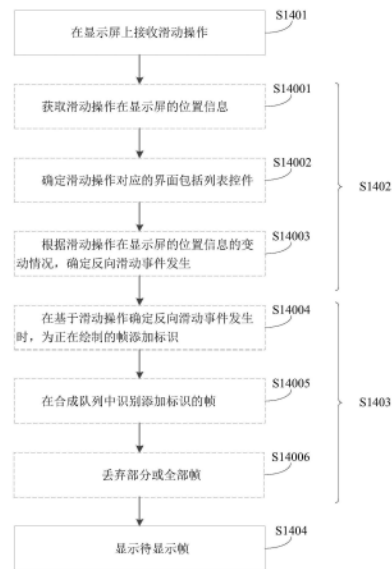 S1401
在显示屏上接收滑动操作
S14001
获取滑动操作在显示屏的位置信息
S14002
确定滑动操作对应的界面包括列表控件
S1402
S14003
根据滑动操作在显示屏的位置信息的变
动情况，确定反向滑动事件发生
S14004
在基于滑动操作确定反向滑动事件发生
时，为正在绘制的帧添加标识
S14005
在合成队列中识别添加标识的帧
S1403
S14006
丢弃部分或全部帧
S1404
显示待显示帧